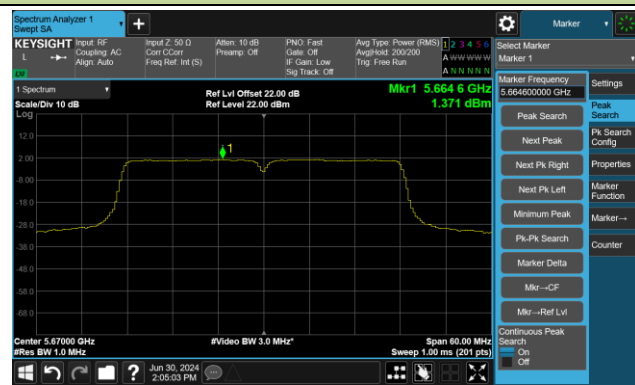 Spectrum Analyzer 1
Swept SA
+
Marker
KEYSIGHT
L
LXI
Input: RF
Coupling: AC
Align: Auto
Input Z: 50 Ω
Corr CCorr
Freq Ref: Int (S)
Atten: 10 dB
Preamp: Off
PNO: Fast
Gate: Off
IF Gain: Low
Sig Track: Off
Avg Type: Power (RMS)
Avg|Hold: 200/200
Trig: Free Run
1 2 3 4 5 6
A W W W W W
A N N N N N
Select Marker
Marker 1
1 Spectrum
Scale/Div 10 dB
Log
Ref Lvl Offset 22.00 dB
Ref Level 22.00 dBm
Mkr1 5.664 6 GHz
1.371 dBm
Marker Frequency
5.664600000 GHz
Settings
Peak Search
Peak
Search
Next Peak
Pk Search
Config
Next Pk Right
Properties
Next Pk Left
Marker
Function
Minimum Peak
Marker→
Pk-Pk Search
Counter
Marker Delta
Mkr→CF
Mkr→Ref Lvl
Continuous Peak
Search
On
Off
12.0
2.00
-8.00
-18.0
-28.0
-38.0
-48.0
-58.0
-68.0
1
Center 5.67000 GHz
#Res BW 1.0 MHz
#Video BW 3.0 MHz*
Span 60.00 MHz
Sweep 1.00 ms (201 pts)
?
Jun 30, 2024
2:05:03 PM